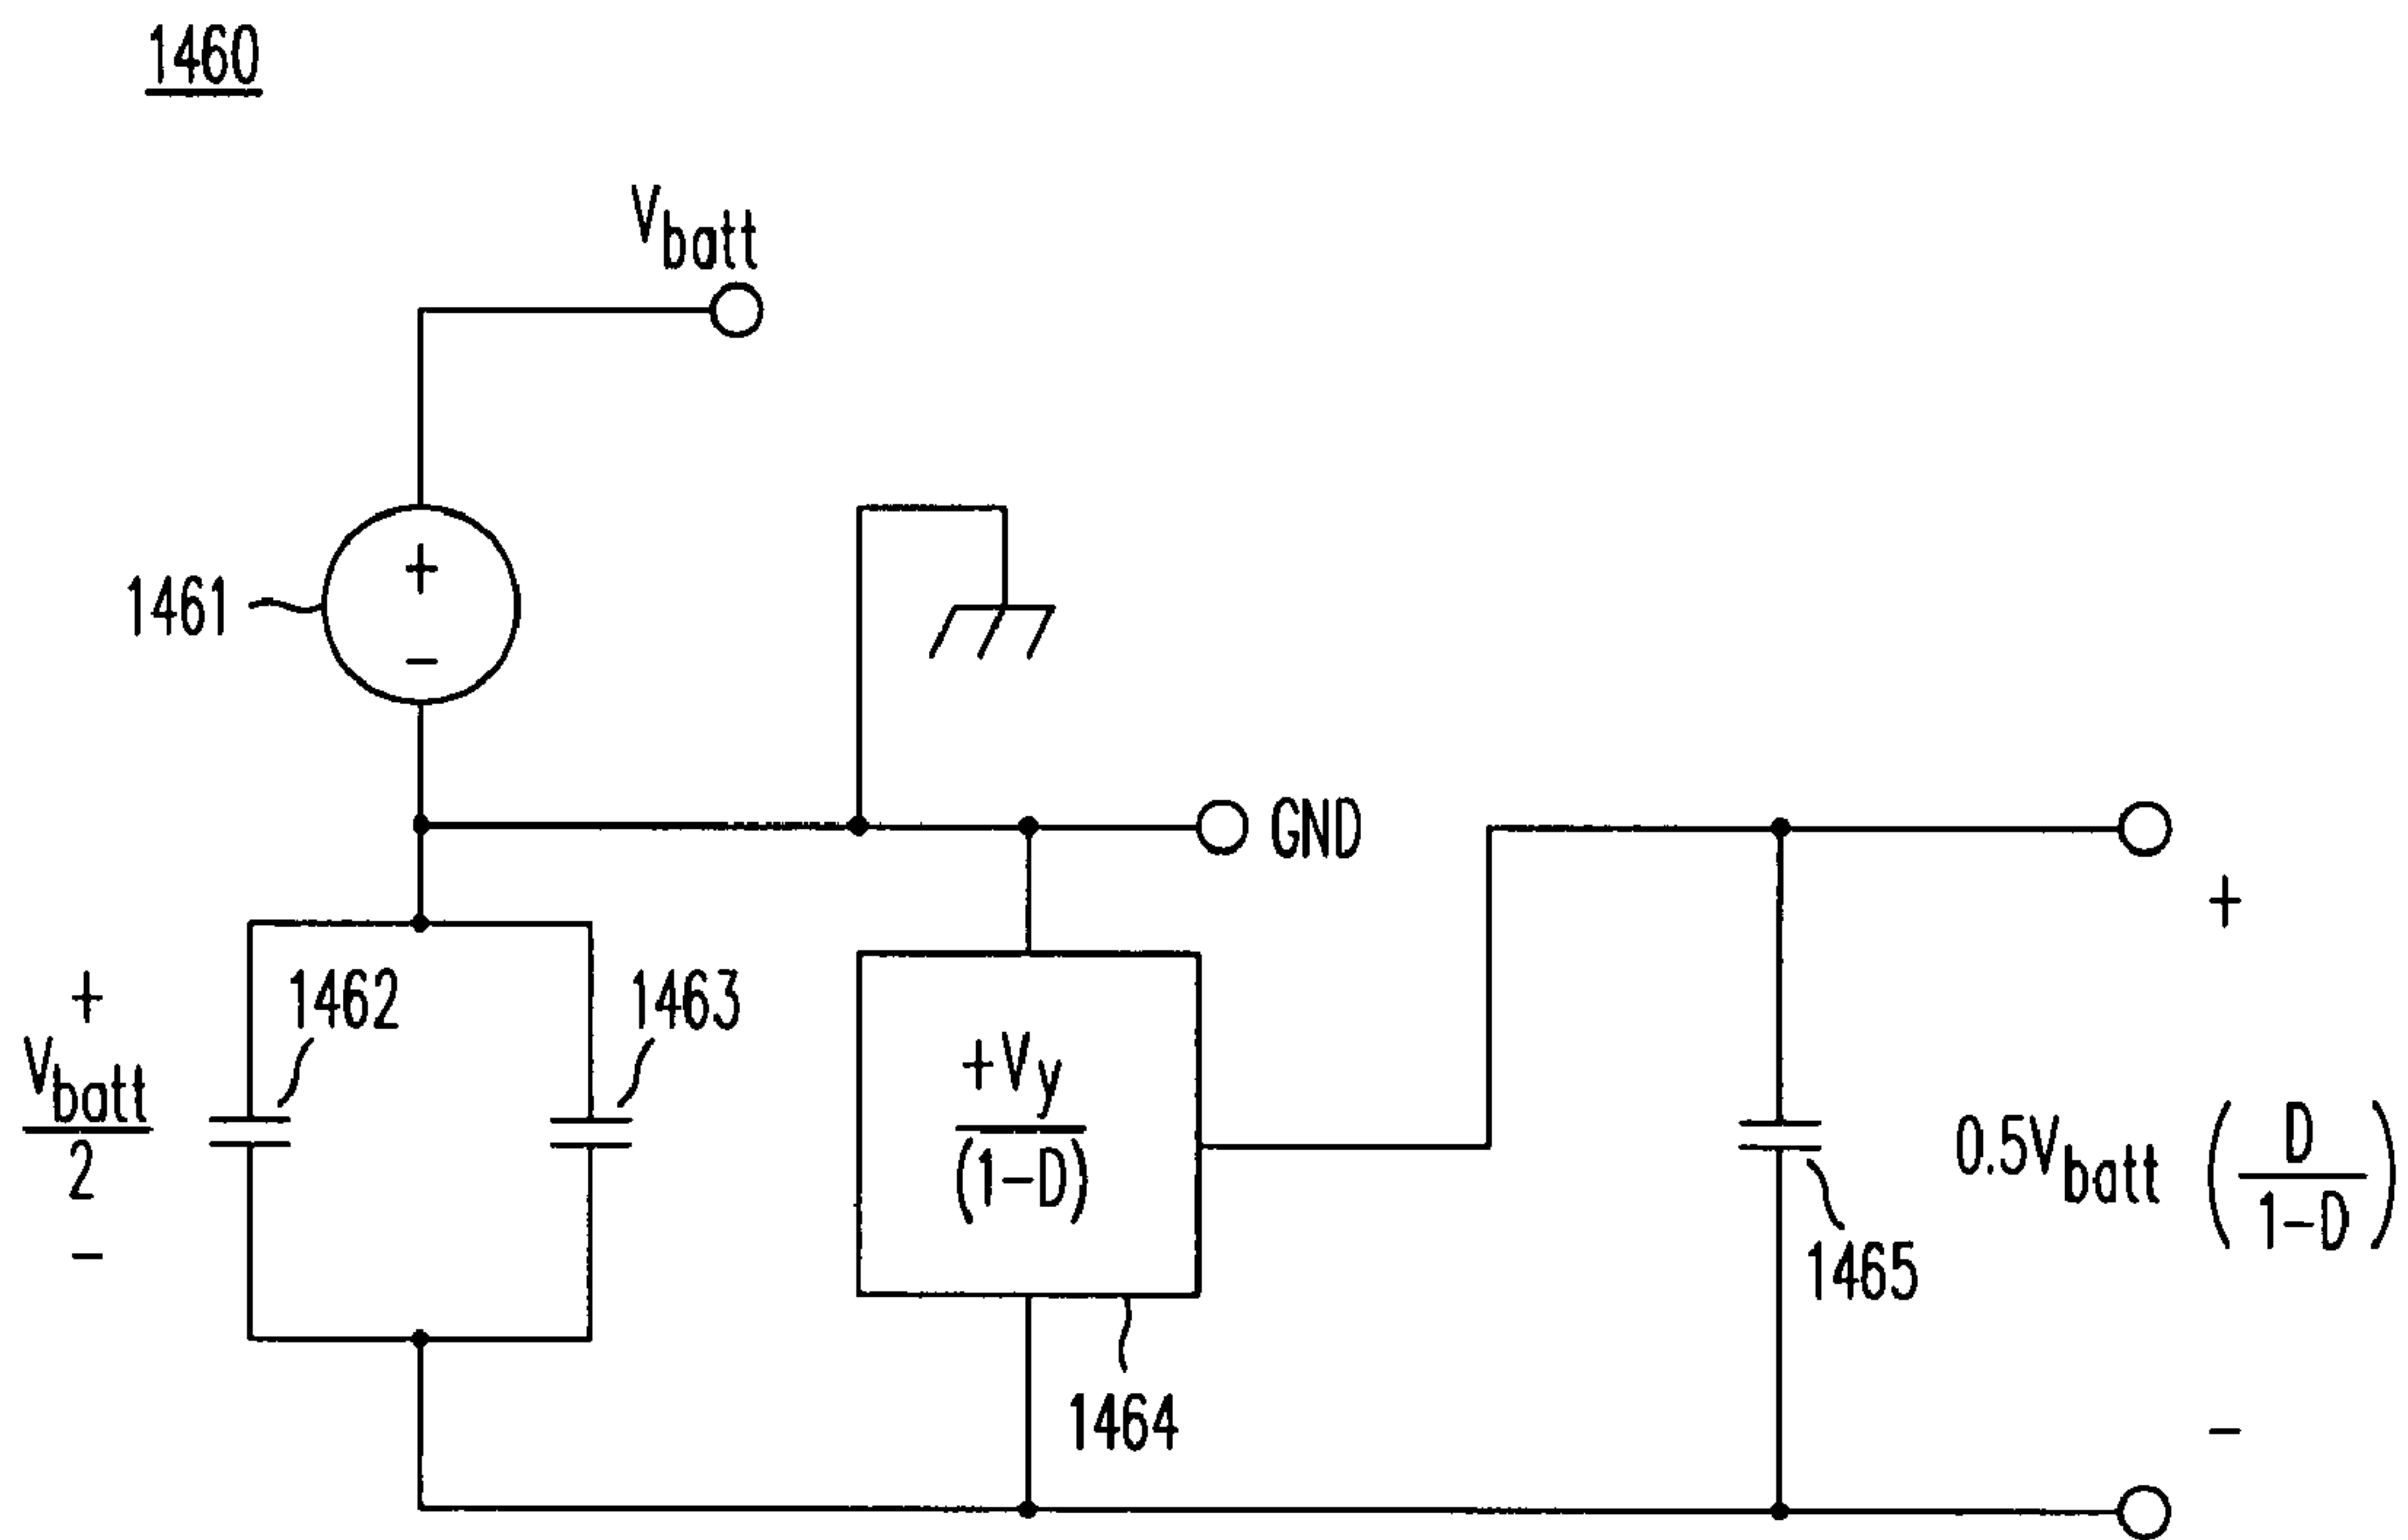 1460
Vbatt
+
1461
−
GND
+
1462
1463
Vbatt
2
−
+Vy
(1−D)
1464
+
0.5Vbatt (D
1−D)
1465
−